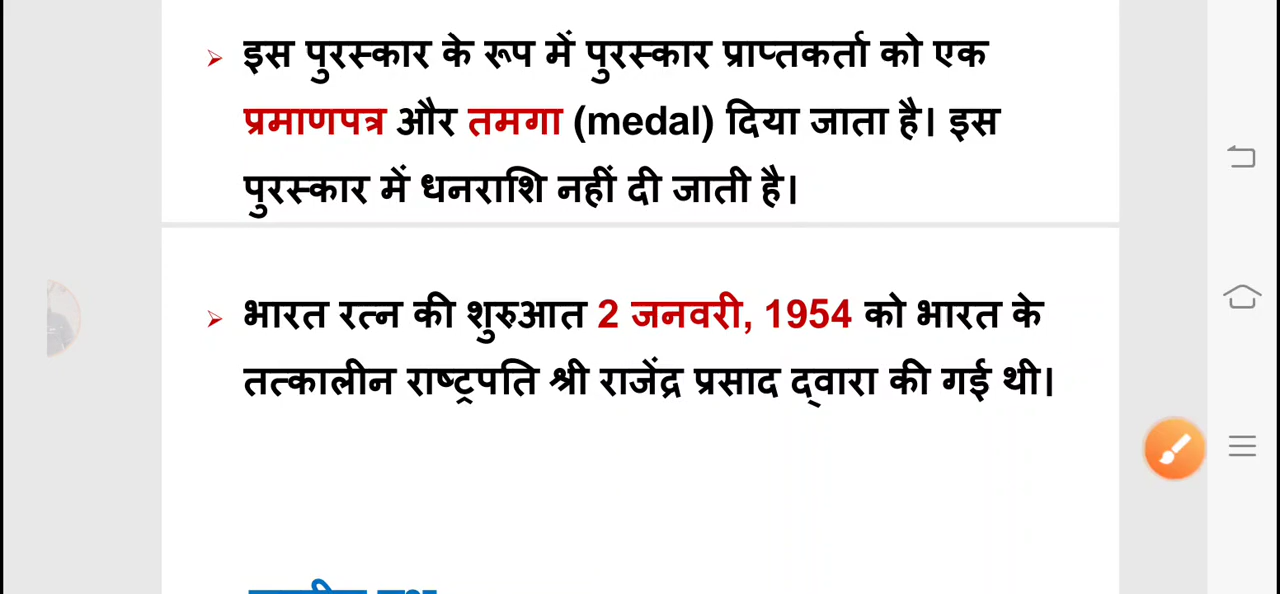 इस पुरस्कार के रूप में पुरस्कार प्राप्तकर्ता को एक
प्रमाणपत्र और तमगा (medal) दिया जाता है। इस
पुरस्कार में धनराशि नहीं दी जाती है।
भारत रत्न की शुरुआत 2 जनवरी, 1954 को भारत के
तत्कालीन राष्ट्रपति श्री राजेंद्र प्रसाद द्वारा की गई थी।